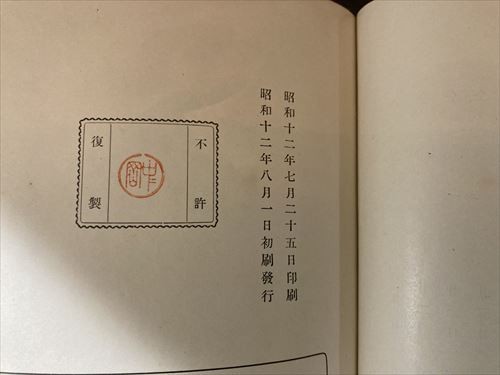 昭和十二年七月二十五日印刷
昭和十二年八月一日初刷發行
不許
復製